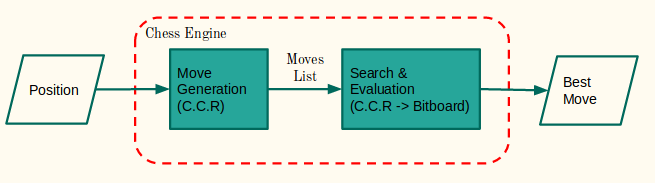 Chess Engine
Position
Move
Generation
(C.C.R)
Moves
List
Search &
Evaluation
(C.C.R -> Bitboard)
Best
Move